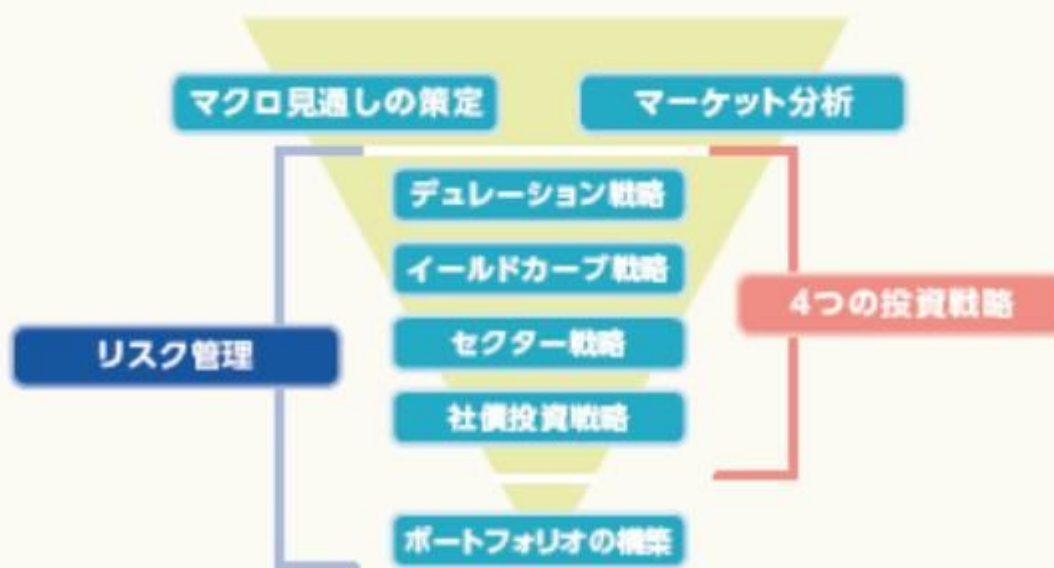 マクロ見通しの策定
マーケット分析
デュレーション戦略
イールドカーブ戦略
4つの投資戦略
セクター戦略
リスク管理
社債投資戦略
ポートフォリオの構築